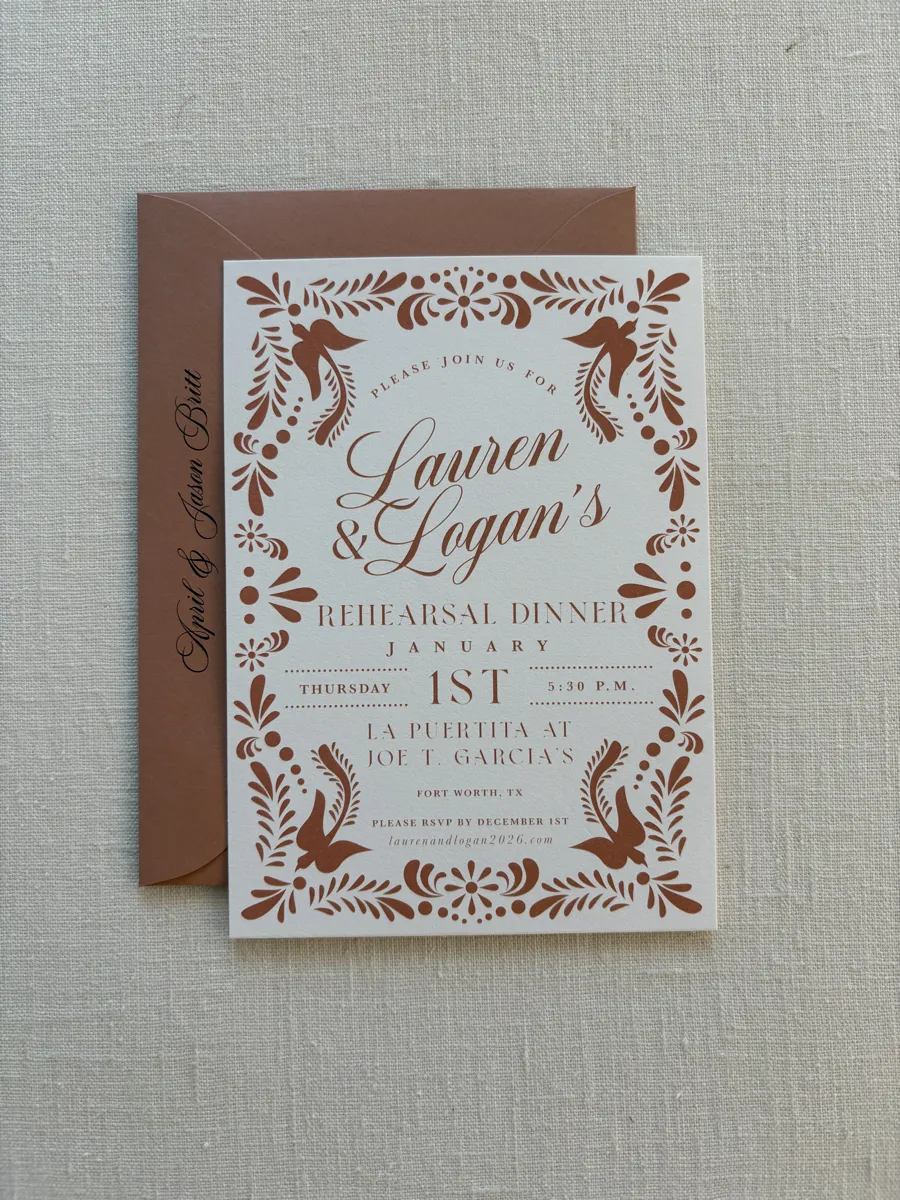 PLEASE JOIN US FOR
Lauren
& Logan's
REHEARSAL DINNER
JANUARY
THURSDAY 1ST 5:30 P.M.
LA PUERTITA AT
JOE T. GARCIA'S
FORT WORTH, TX
PLEASE RSVP BY DECEMBER 1ST
laurenandlogan2026.com
April & Jason Britt